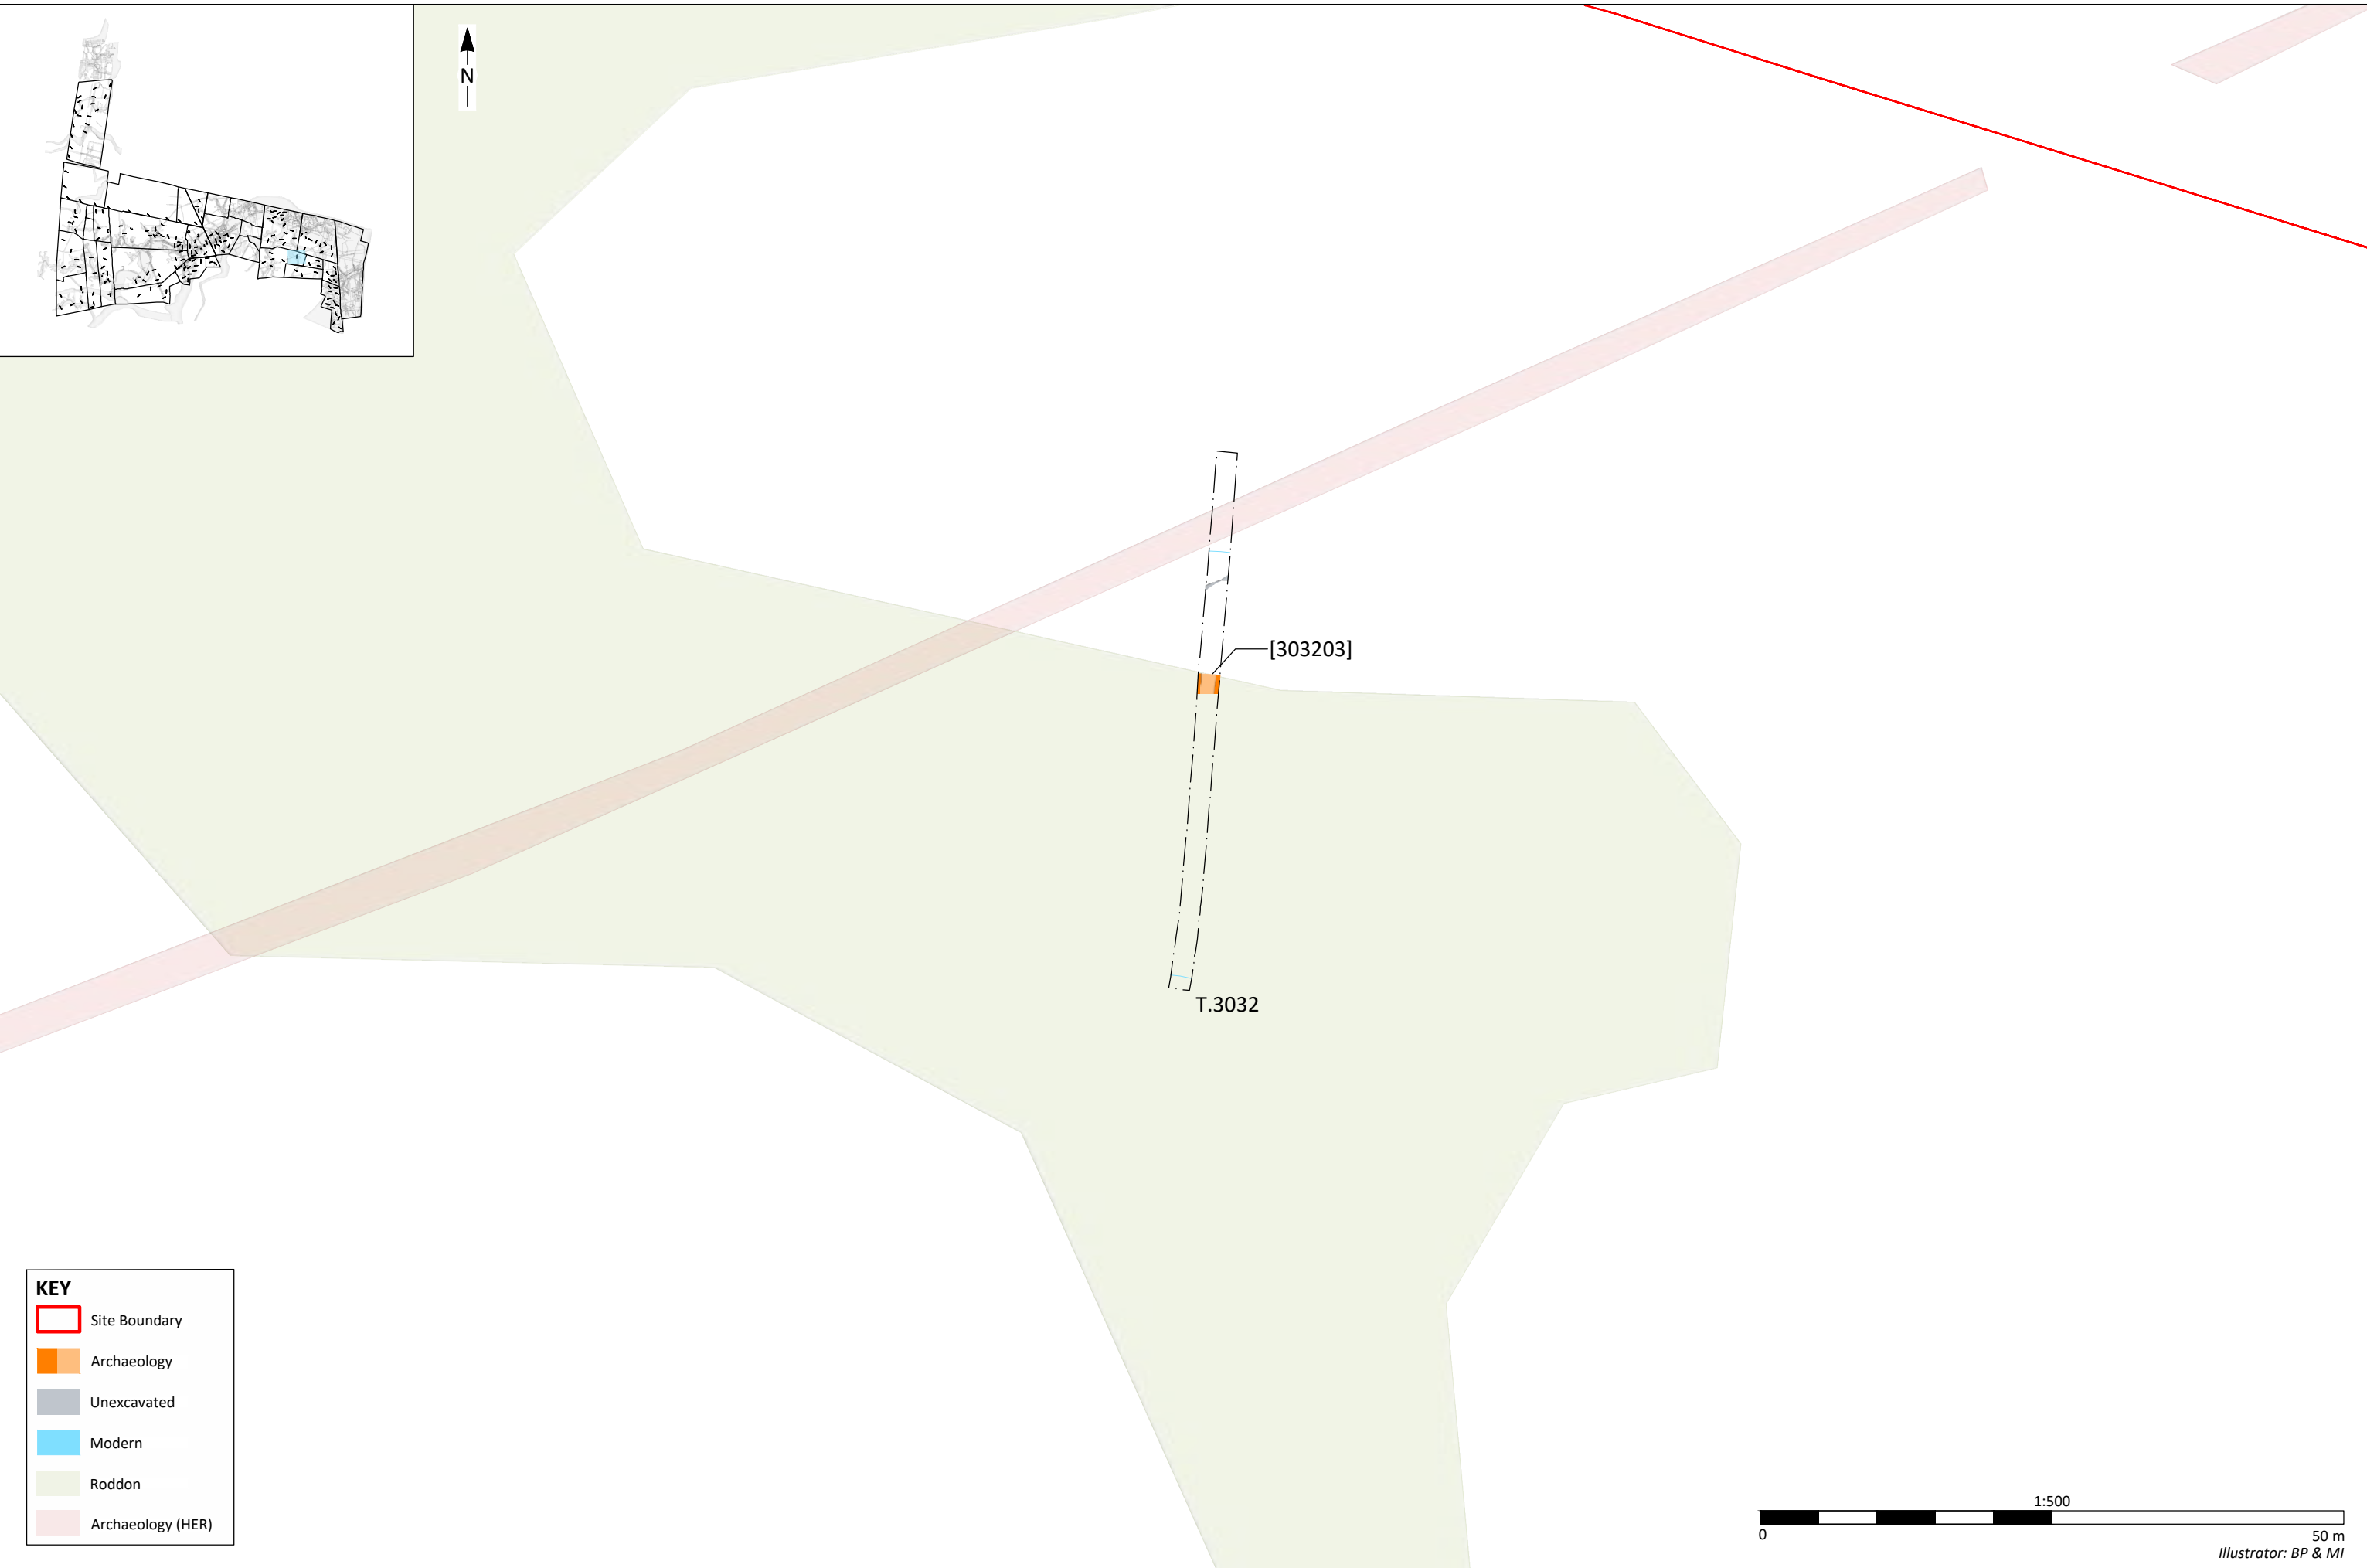 N
[303203]
T.3032
KEY
Site Boundary
Archaeology
Unexcavated
Modern
Roddon
Archaeology (HER)
1:500
0 50 m
Illustrator: BP & MI